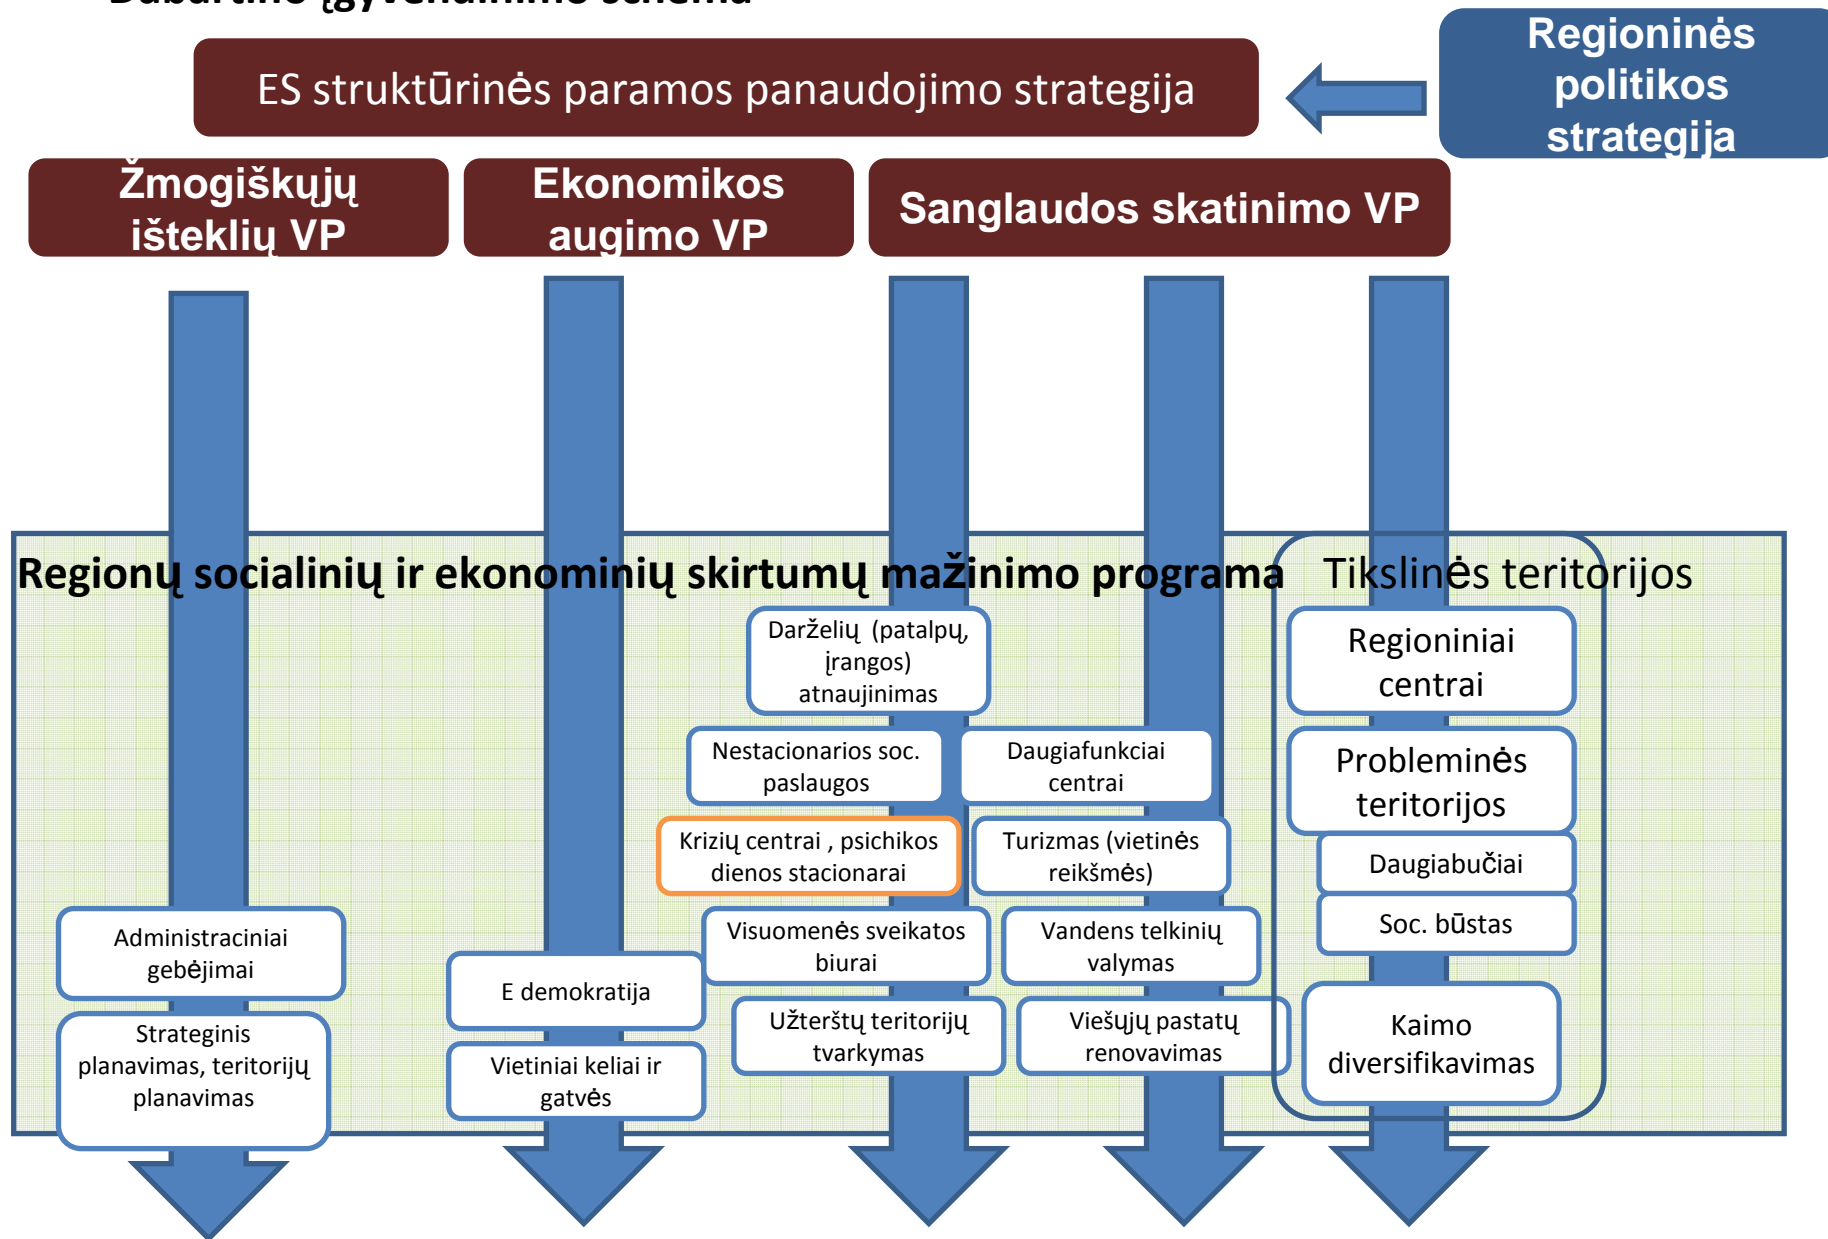 Dabartinė įgyvendinimo schema
Regioninės
politikos
strategija
ES struktūrinės paramos panaudojimo strategija
Žmogiškųjų
išteklių VP
Ekonomikos
augimo VP
Sanglaudos skatinimo VP
Regionų socialinių ir ekonominių skirtumų mažinimo programa
Tikslinės teritorijos
Darželių (patalpų,
įrangos)
atnaujinimas
Regioniniai
centrai
Nestacionarios soc.
paslaugos
Daugiafunkciai
centrai
Probleminės
teritorijos
Krizių centrai , psichikos
dienos stacionarai
Turizmas (vietinės
reikšmės)
Daugiabučiai
Soc. būstas
Administraciniai
gebėjimai
Visuomenės sveikatos
biurai
Vandens telkinių
valymas
E demokratija
Strateginis
planavimas, teritorijų
planavimas
Užterštų teritorijų
tvarkymas
Viešųjų pastatų
renovavimas
Kaimo
diversifikavimas
Vietiniai keliai ir
gatvės